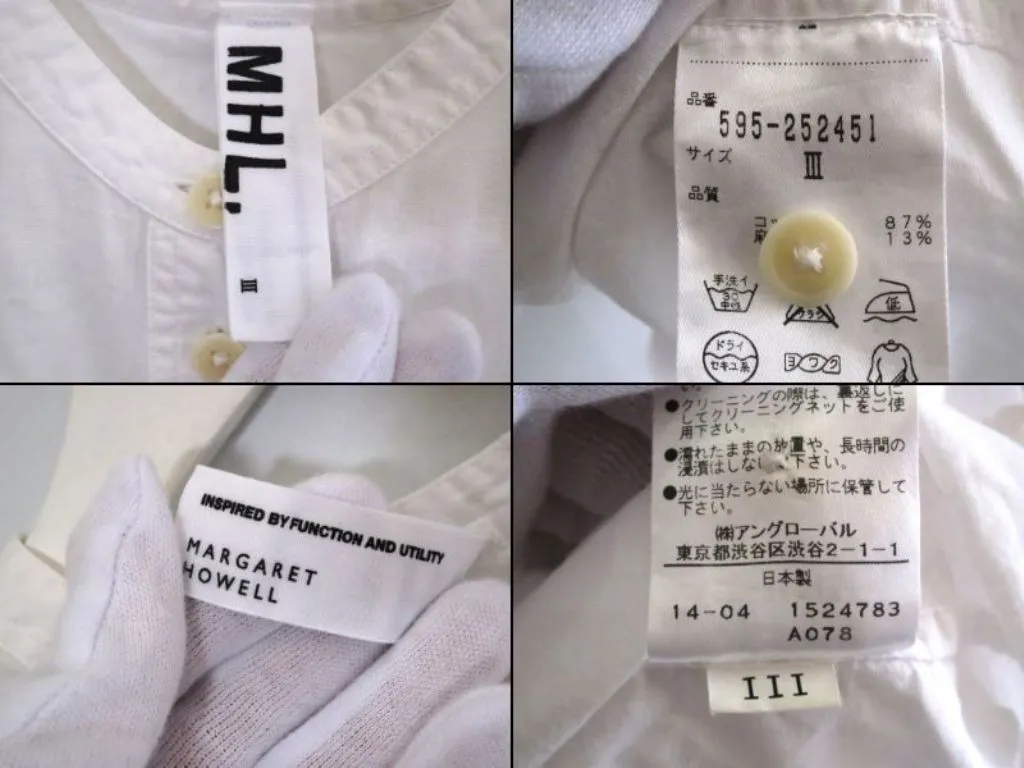 MHL.
III
品番
595-252451
サイズ
III
品質
コッ 87%
麻 13%
手洗イ
30
中性
低
ドライ
セキユ系
ヨワク
INSPIRED BY FUNCTION AND UTILITY
MARGARET
HOWELL
●クリーニングの際は、裏返しに
してクリーニングネットをご使
用下さい。
●濡れたままの放置や、長時間の
浸漬はしないで下さい。
●光に当たらない場所に保管して
下さい。
㈱アングローバル
東京都渋谷区渋谷2-1-1
日本製
14-04 1524783
A078
III